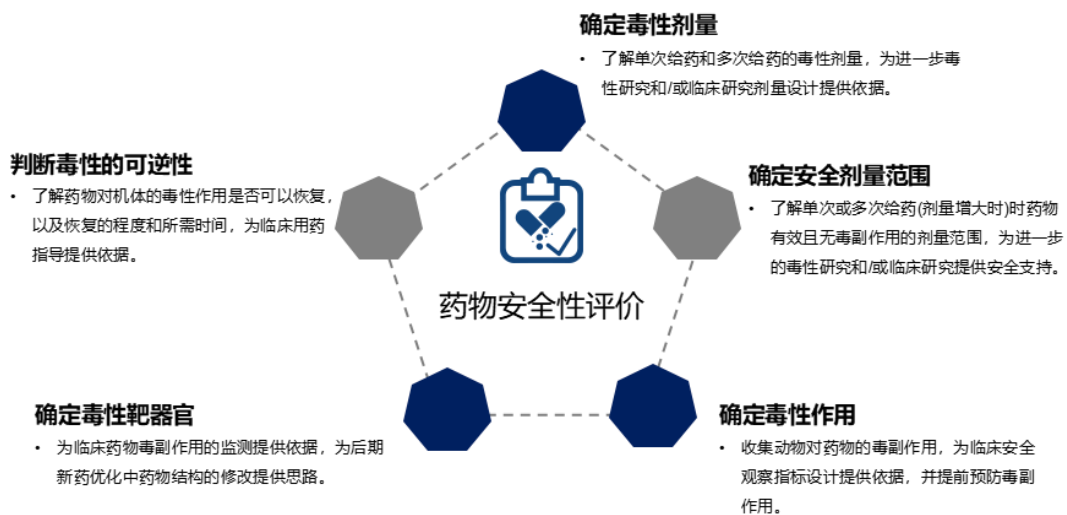 确定毒性剂量
• 了解单次给药和多次给药的毒性剂量，为进一步毒
性研究和/或临床研究剂量设计提供依据。
判断毒性的可逆性
• 了解药物对机体的毒性作用是否可以恢复，
以及恢复的程度和所需时间，为临床用药
指导提供依据。
确定安全剂量范围
• 了解单次或多次给药(剂量增大时)时药物
有效且无毒副作用的剂量范围，为进一步
的毒性研究和/或临床研究提供安全支持。
药物安全性评价
确定毒性靶器官
• 为临床药物毒副作用的监测提供依据，为后期
新药优化中药物结构的修改提供思路。
确定毒性作用
• 收集动物对药物的毒副作用，为临床安全
观察指标设计提供依据，并提前预防毒副
作用。